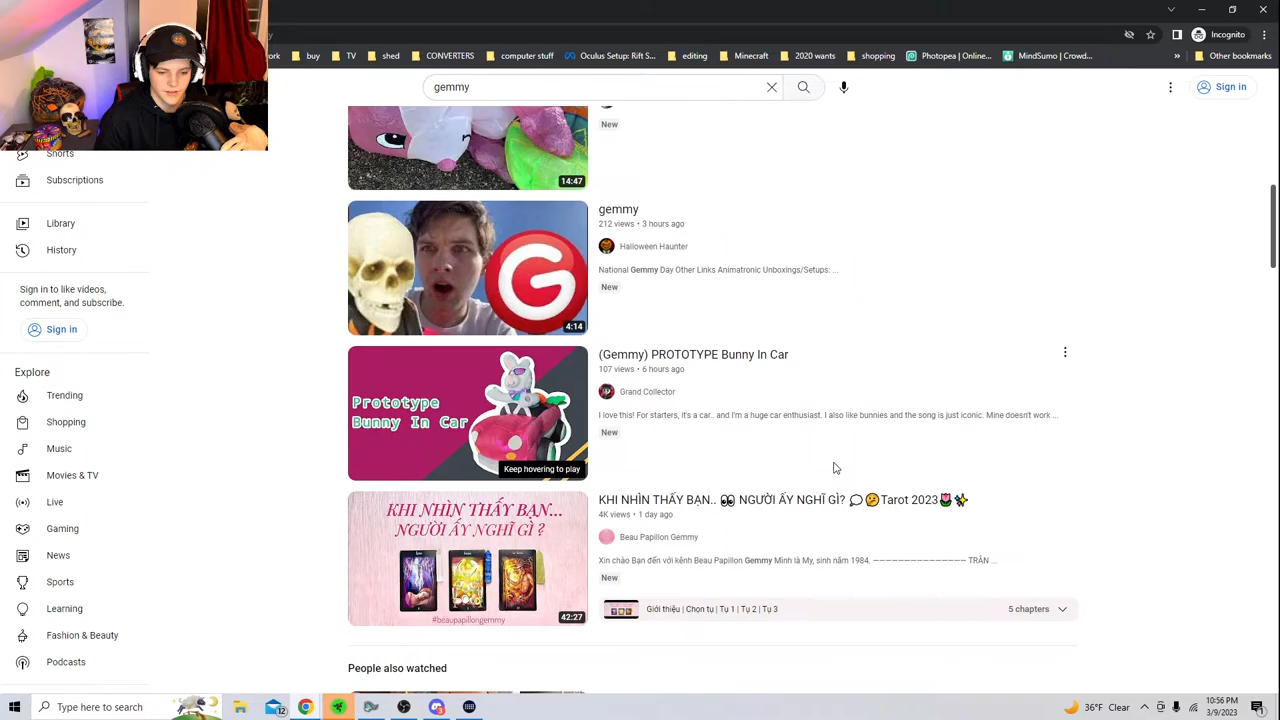 Incognito
buy
TV
shed
CONVERTERS
computer stuff
Oculus Setup: Rift S...
editing
Minecraft
2020 wants
shopping
Photopea | Online...
MindSumo | Crowd...
»
Other bookmarks
gemmy
Sign in
Shorts
Subscriptions
Library
History
Sign in to like videos,
comment, and subscribe.
Sign in
Explore
Trending
Shopping
Music
Movies & TV
Live
Gaming
News
Sports
Learning
Fashion & Beauty
Podcasts
New
14:47
gemmy
212 views • 3 hours ago
Halloween Haunter
National Gemmy Day Other Links Animatronic Unboxings/Setups: ...
New
G
4:14
(Gemmy) PROTOTYPE Bunny In Car
107 views • 6 hours ago
Grand Collector
I love this! For starters, it's a car.. and I'm a huge car enthusiast. I also like bunnies and the song is just iconic. Mine doesn't work ...
New
Prototype
Bunny In Car
Keep hovering to play
KHI NHÌN THẤY BẠN.. 👀 NGƯỜI ẤY NGHĨ GÌ? 💭🤔Tarot 2023🌷✨
4K views • 1 day ago
Beau Papillon Gemmy
Xin chào Bạn đến với kênh Beau Papillon Gemmy Mình là My, sinh năm 1984. ——————————————— TRÂN ...
New
KHI NHÌN THẤY BẠN...
NGƯỜI ẤY NGHĨ GÌ ?
#beaupapillongemmy
42:27
Giới thiệu | Chọn tụ | Tụ 1 | Tụ 2 | Tụ 3
5 chapters
People also watched
Type here to search
12
3
36°F Clear
10:56 PM
3/9/2023
1